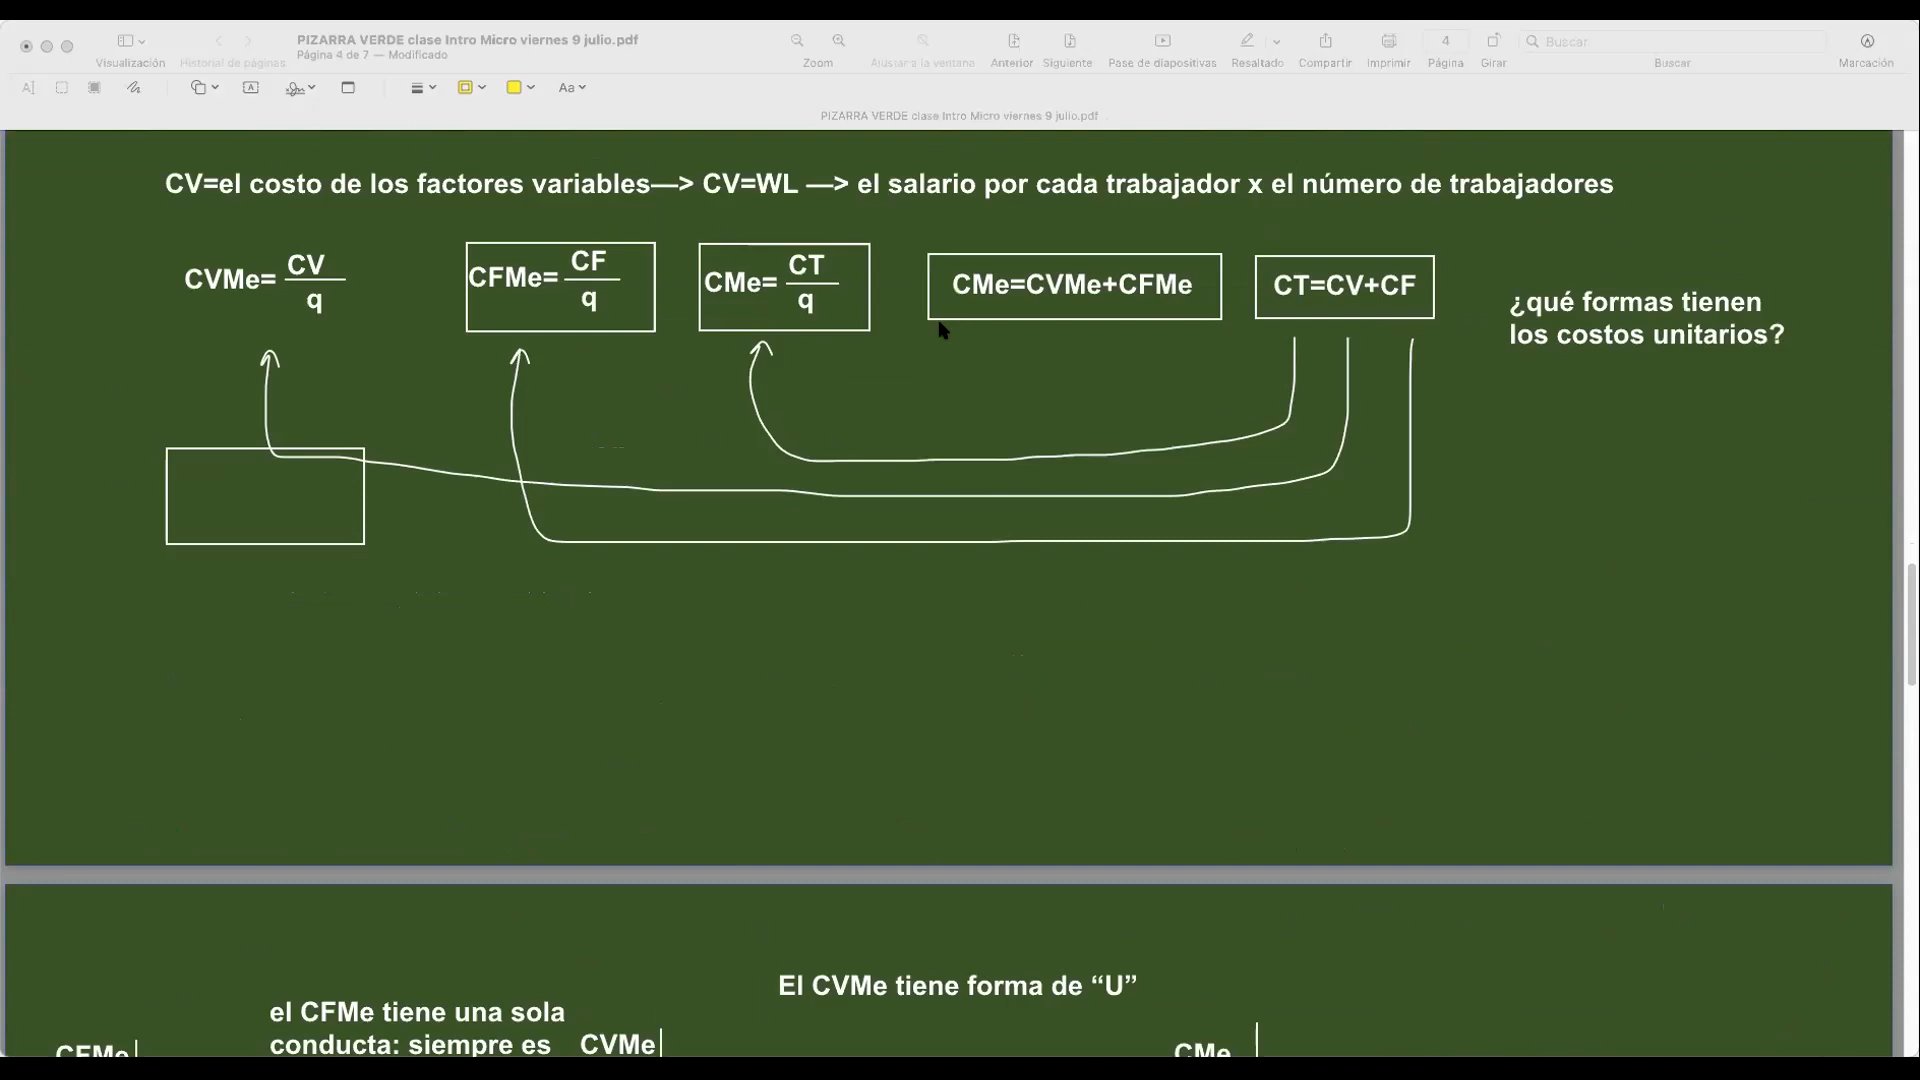 PIZARRA VERDE clase Intro Micro viernes 9 julio.pdf
Página 4 de 7 — Modificado
4
Buscar
Visualización
Historial de páginas
Zoom
Ajustar a la ventana
Anterior
Siguiente
Pase de diapositivas
Resaltado
Compartir
Imprimir
Página
Girar
Buscar
Marcación
Aa
PIZARRA VERDE clase Intro Micro viernes 9 julio.pdf
CV=el costo de los factores variables—> CV=WL —> el salario por cada trabajador x el número de trabajadores
CVMe= CV
q
CFMe= CF
q
CMe= CT
q
CMe=CVMe+CFMe
CT=CV+CF
¿qué formas tienen
los costos unitarios?
El CVMe tiene forma de “U”
el CFMe tiene una sola
conducta: siempre es
CFMe
CVMe
CMe